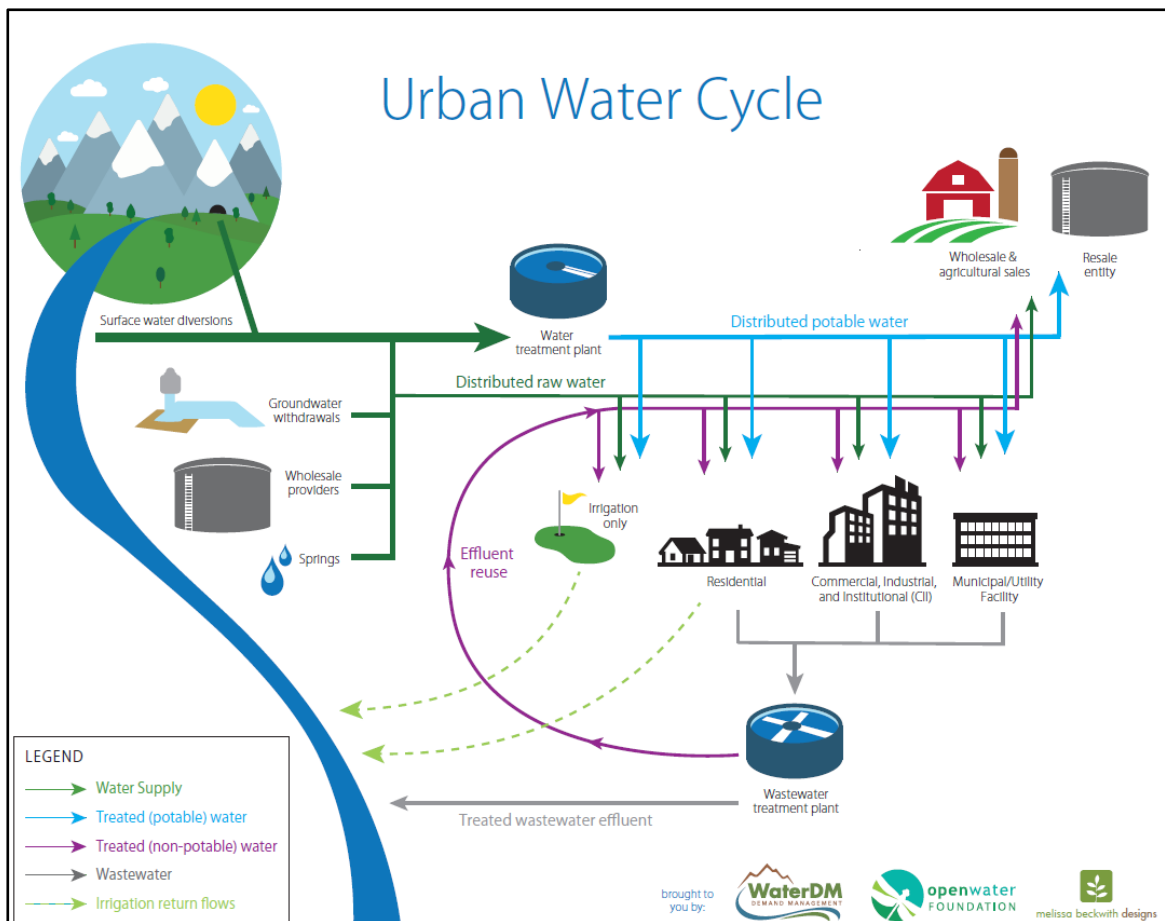 Urban Water Cycle
Wholesale &
agricultural sales
Resale
entity
Surface water diversions
Water
treatment plant
Distributed potable water
Distributed raw water
Groundwater
withdrawals
Wholesale
providers
Springs
Effluent
reuse
Irrigation
only
Residential
Commercial, Industrial,
and Institutional (CII)
Municipal/Utility
Facility
Wastewater
treatment plant
Treated wastewater effluent
LEGEND
Water Supply
Treated (potable) water
Treated (non-potable) water
Wastewater
Irrigation return flows
brought to
you by:
WaterDM
DEMAND MANAGEMENT
openwater
FOUNDATION
melissa beckwith designs